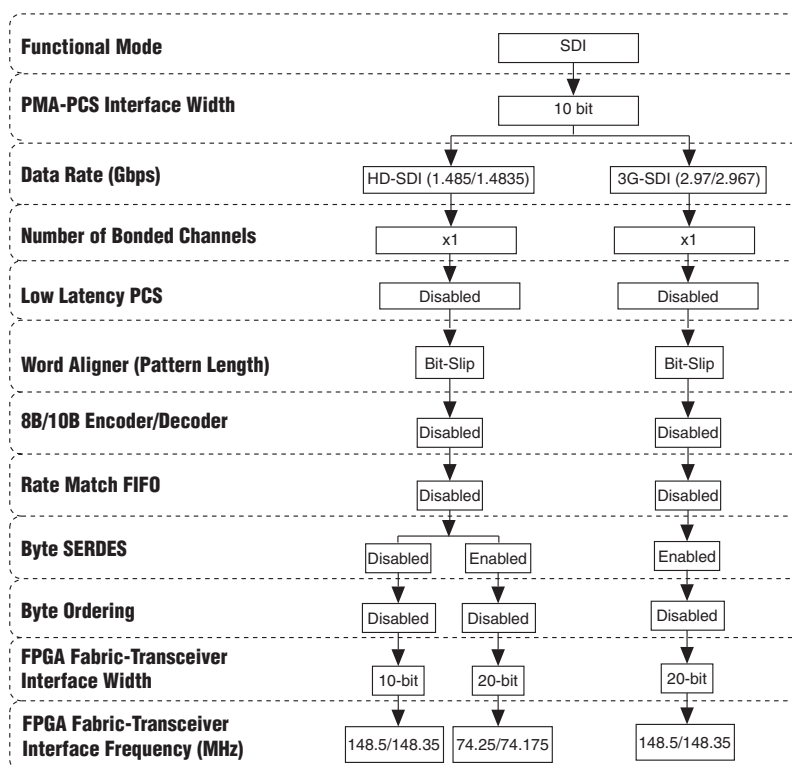 Functional Mode
SDI
PMA-PCS Interface Width
10 bit
Data Rate (Gbps)
HD-SDI (1.485/1.4835)
3G-SDI (2.97/2.967)
Number of Bonded Channels
x1
x1
Low Latency PCS
Disabled
Disabled
Word Aligner (Pattern Length)
Bit-Slip
Bit-Slip
8B/10B Encoder/Decoder
Disabled
Disabled
Rate Match FIFO
Disabled
Disabled
Byte SERDES
Disabled
Enabled
Enabled
Byte Ordering
Disabled
Disabled
Disabled
FPGA Fabric-Transceiver
Interface Width
10-bit
20-bit
20-bit
FPGA Fabric-Transceiver
Interface Frequency (MHz)
148.5/148.35
74.25/74.175
148.5/148.35